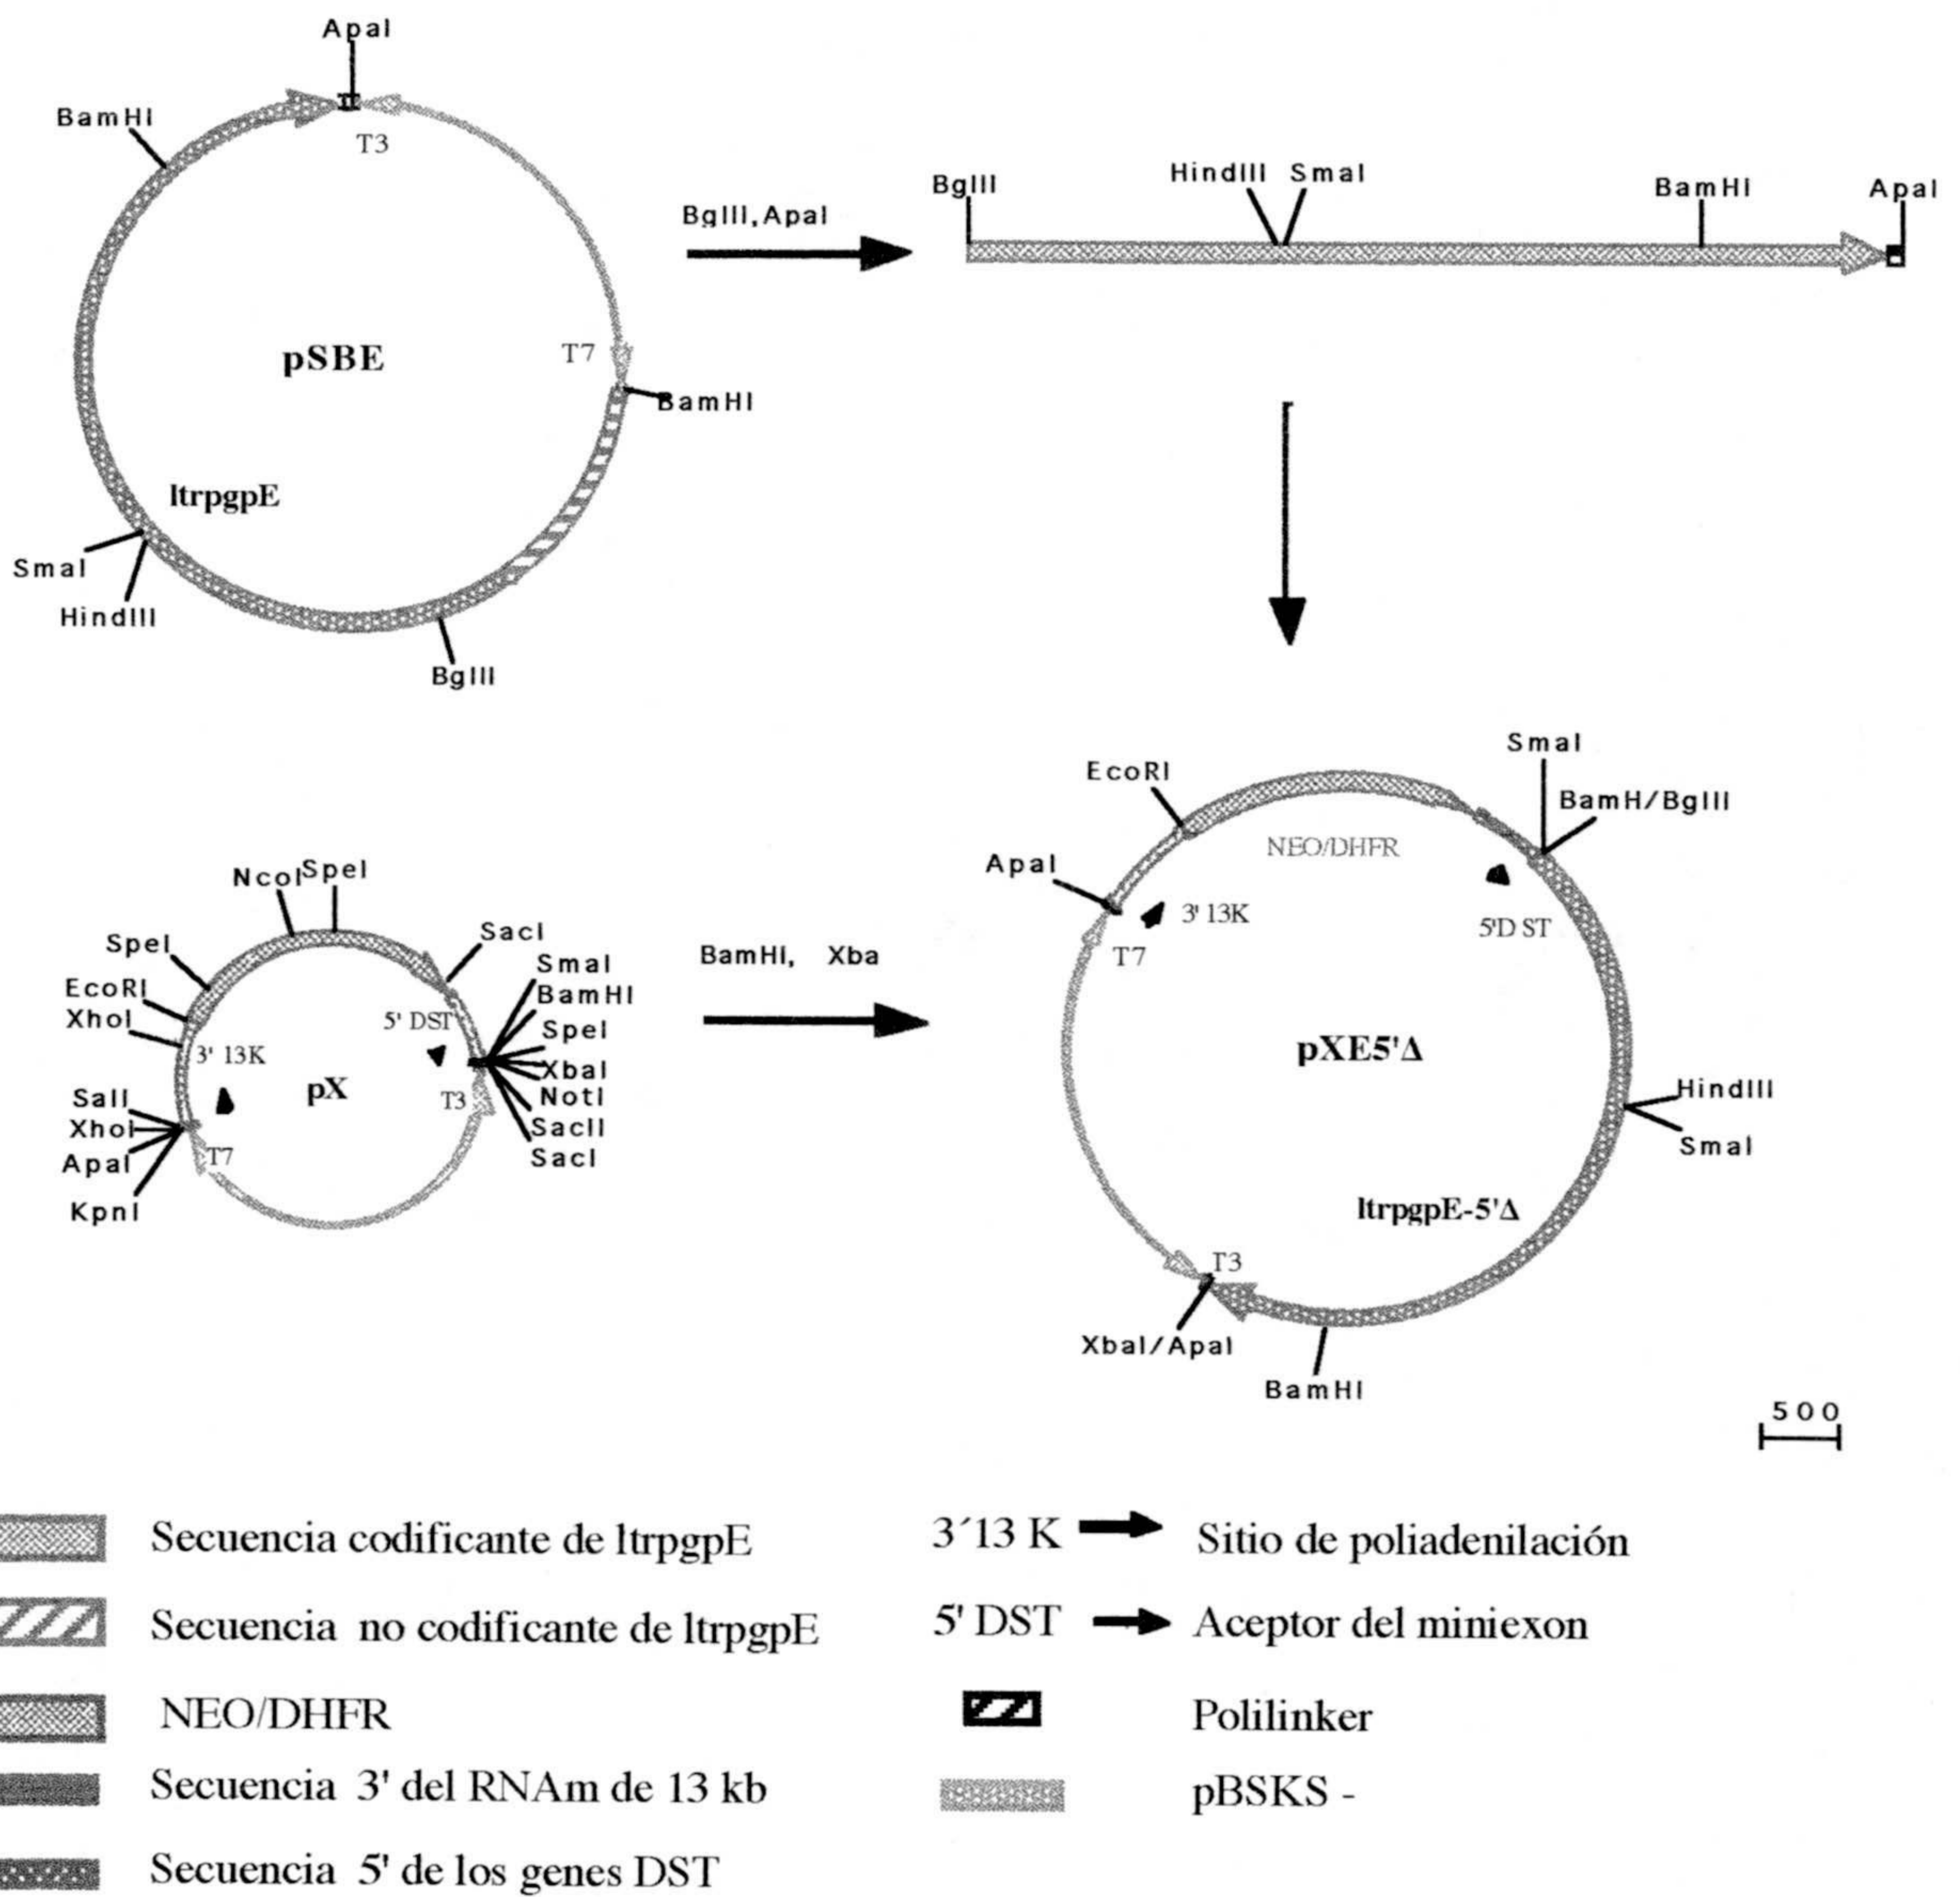 ApaI
BamHI
T3
pSBE
T7
BamHI
ltrpgpE
SmaI
HindIII
BglII
BglII, ApaI
BglII
HindIII SmaI
BamHI
ApaI
NcoI SpeI
SpeI
EcoRI
XhoI
3' 13K
SalI
XhoI
ApaI
KpnI
T7
pX
5' DST
T3
SacI
SmaI
BamHI
SpeI
XbaI
NotI
SacII
SacI
BamHI, Xba
SmaI
EcoRI
BamH/BglII
NEO/DHFR
ApaI
3' 13K
5'D ST
T7
pXE5'Δ
HindIII
SmaI
ltrpgpE-5'Δ
T3
XbaI/ApaI
BamHI
500
Secuencia codificante de ltrpgpE
Secuencia no codificante de ltrpgpE
NEO/DHFR
Secuencia 3' del RNAm de 13 kb
Secuencia 5' de los genes DST
3´13 K Sitio de poliadenilación
5' DST Aceptor del miniexon
Polilinker
pBSKS -